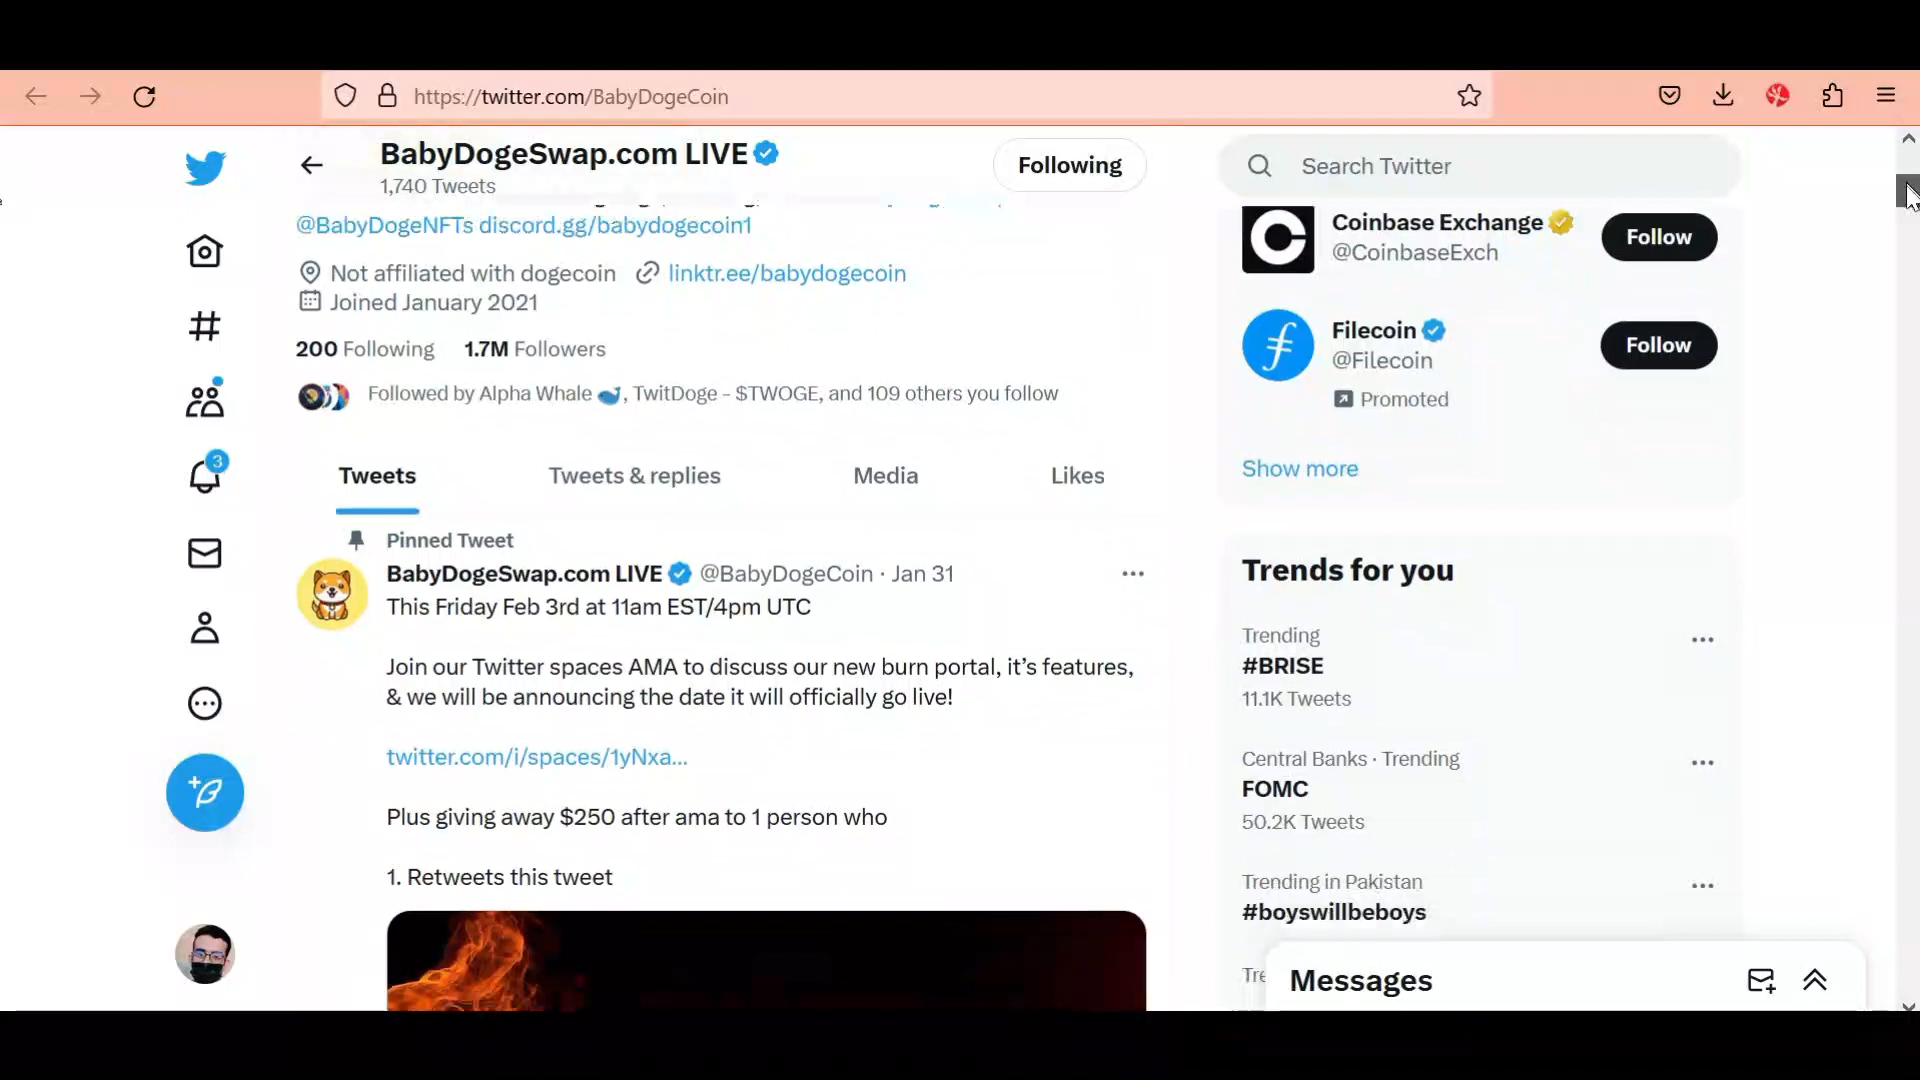 https://twitter.com/BabyDogeCoin
BabyDogeSwap.com LIVE
1,740 Tweets
Following
Search Twitter
@BabyDogeNFTs discord.gg/babydogecoin1
Not affiliated with dogecoin linktr.ee/babydogecoin
Joined January 2021
200 Following 1.7M Followers
Followed by Alpha Whale 🐋, TwitDoge - $TWOGE, and 109 others you follow
Tweets Tweets & replies Media Likes
Pinned Tweet
BabyDogeSwap.com LIVE @BabyDogeCoin · Jan 31
This Friday Feb 3rd at 11am EST/4pm UTC
Join our Twitter spaces AMA to discuss our new burn portal, it’s features,
& we will be announcing the date it will officially go live!
twitter.com/i/spaces/1yNxa...
Plus giving away $250 after ama to 1 person who
1. Retweets this tweet
3
Coinbase Exchange
@CoinbaseExch
Follow
Filecoin
@Filecoin
Follow
Promoted
Show more
Trends for you
Trending
#BRISE
11.1K Tweets
Central Banks · Trending
FOMC
50.2K Tweets
Trending in Pakistan
#boyswillbeboys
Messages